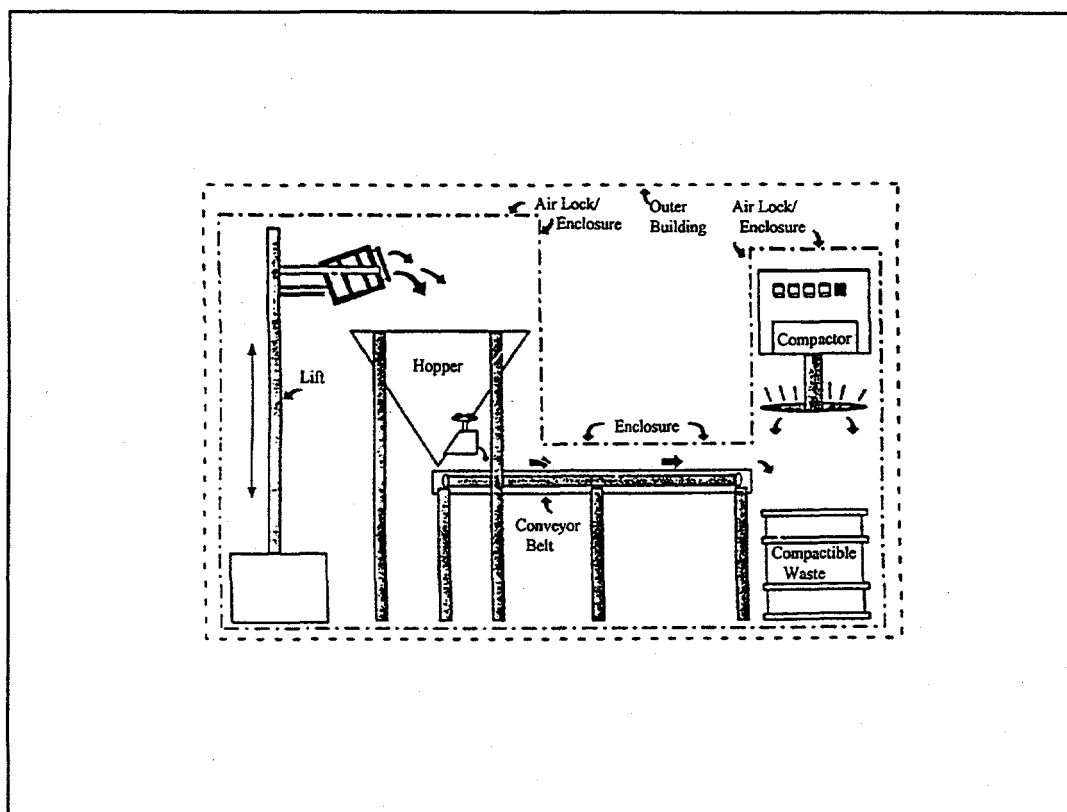 Air Lock/
Enclosure
Outer
Building
Air Lock/
Enclosure
Compactor
Hopper
Lift
Enclosure
Conveyor
Belt
Compactible
Waste